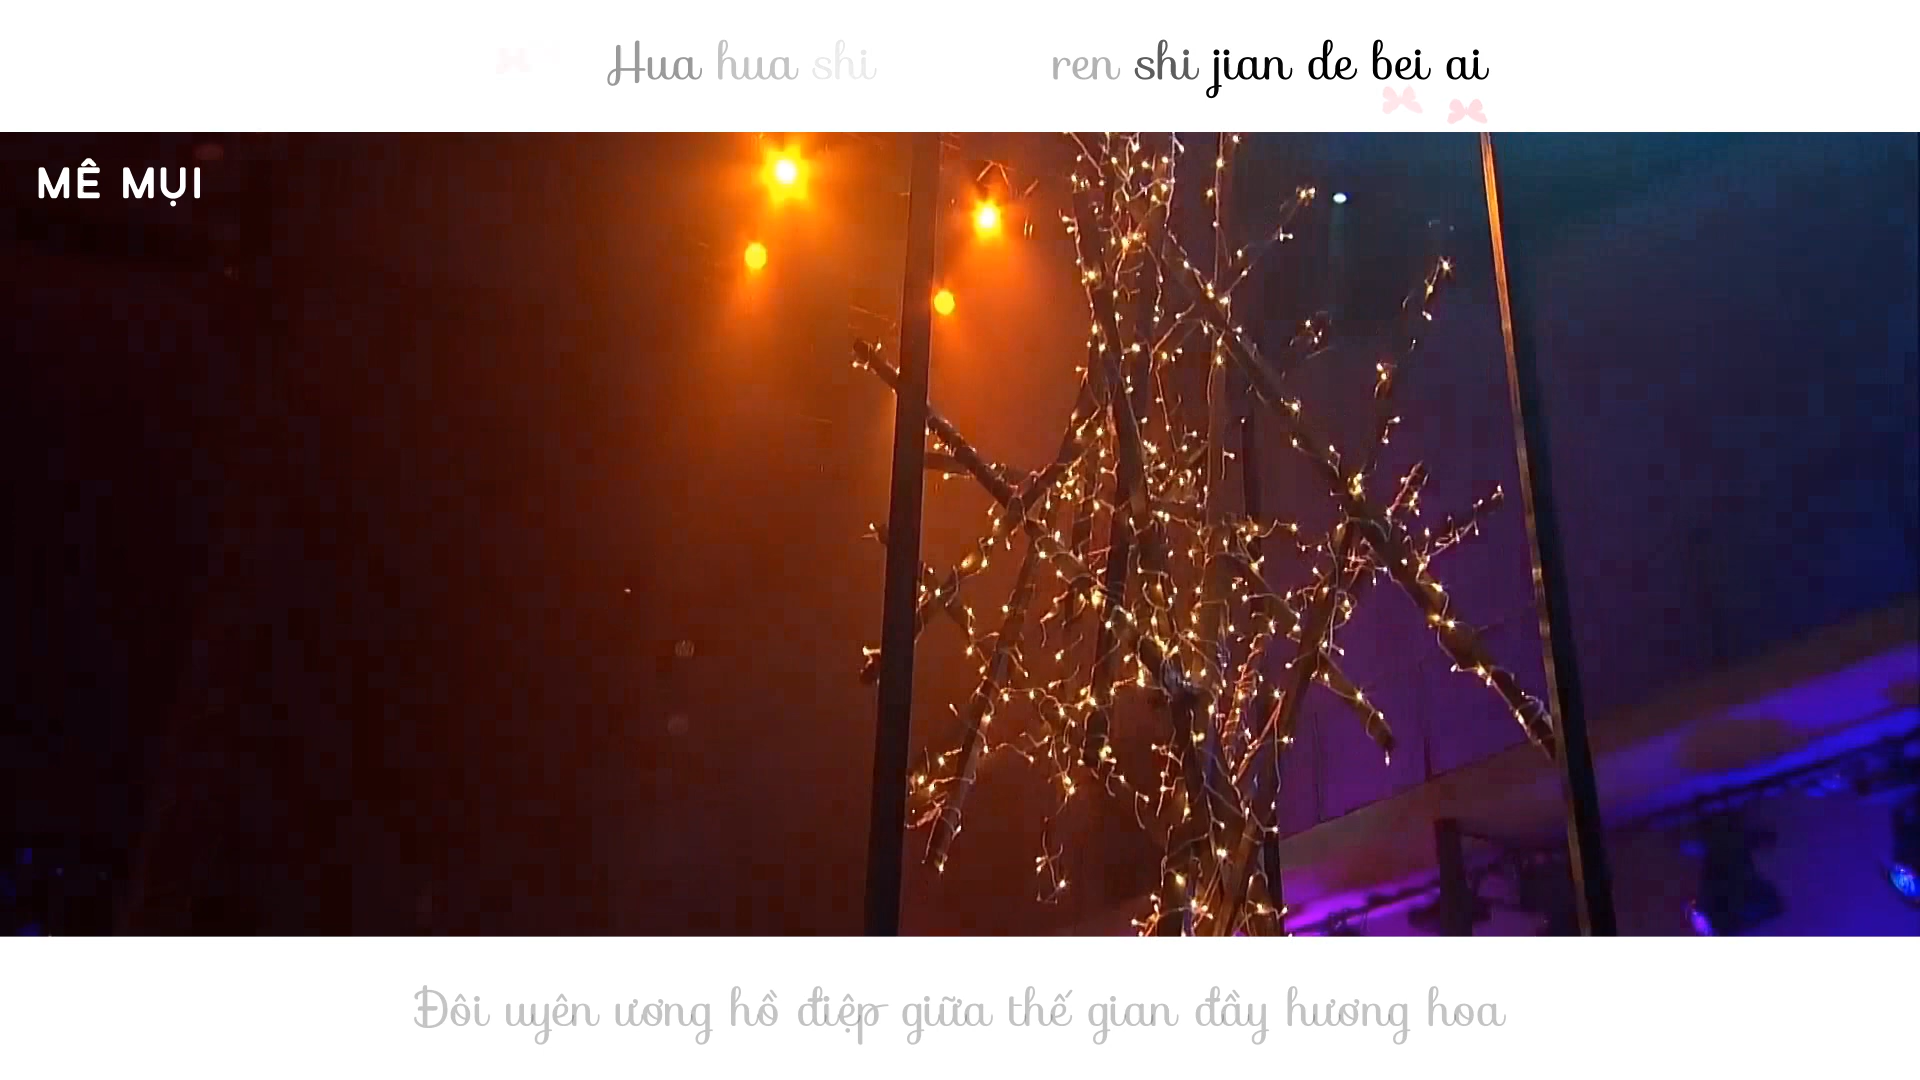 Hua hua shi ren shi jian de bei ai
MÊ MỤI
Đôi uyên ương hồ điệp giữa thế gian đầy hương hoa